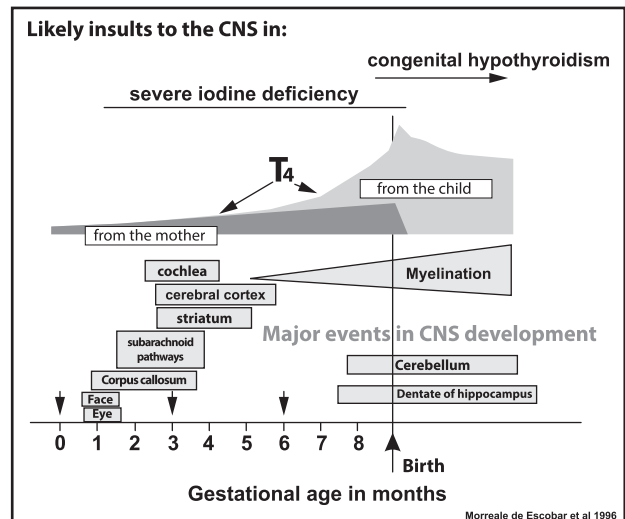 Likely insults to the CNS in:
congenital hypothyroidism
severe iodine deficiency
T4
from the child
from the mother
cochlea
Myelination
cerebral cortex
striatum
Major events in CNS development
subarachnoid
pathways
Cerebellum
Corpus callosum
Dentate of hippocampus
Face
Eye
0 1 2 3 4 5 6 7 8
Birth
Gestational age in months
Morreale de Escobar et al 1996